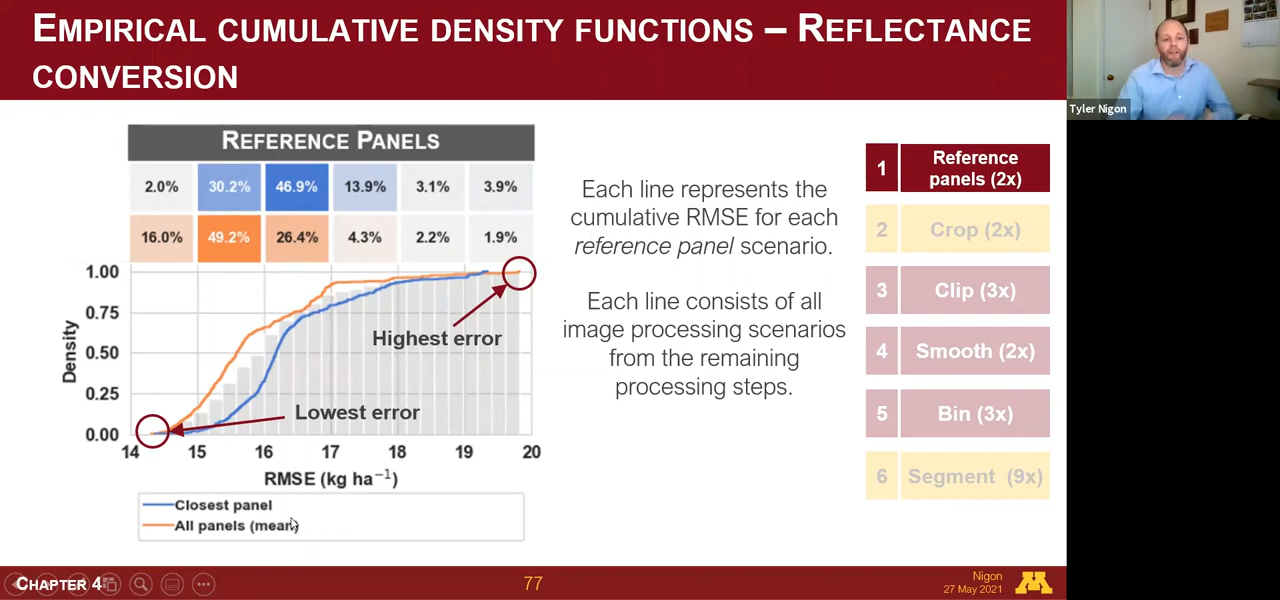 EMPIRICAL CUMULATIVE DENSITY FUNCTIONS – REFLECTANCE
CONVERSION
Tyler Nigon
REFERENCE PANELS
2.0% 30.2% 46.9% 13.9% 3.1% 3.9%
16.0% 49.2% 26.4% 4.3% 2.2% 1.9%
1.00
0.75
0.50
0.25
0.00
Density
Highest error
Lowest error
14 15 16 17 18 19 20
RMSE (kg ha⁻¹)
Closest panel
All panels (mean)
Each line represents the
cumulative RMSE for each
reference panel scenario.
Each line consists of all
image processing scenarios
from the remaining
processing steps.
1 Reference
panels (2x)
2 Crop (2x)
3 Clip (3x)
4 Smooth (2x)
5 Bin (3x)
6 Segment (9x)
CHAPTER 4
77
Nigon
27 May 2021
M